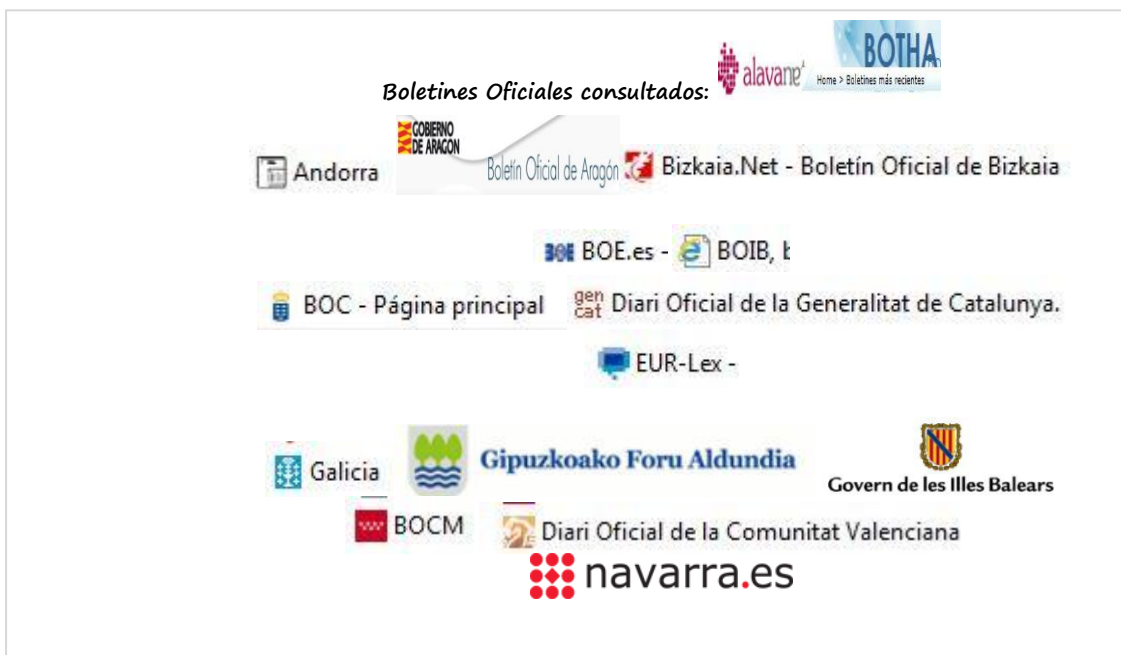 BOTHA
alavane
Home > Boletines más recientes
Boletines Oficiales consultados:
GOBIERNO
DE ARAGON
Boletín Oficial de Aragón
Andorra
Bizkaia.Net - Boletín Oficial de Bizkaia
BOE BOE.es - BOIB, b
BOC - Página principal
gen
cat Diari Oficial de la Generalitat de Catalunya.
EUR-Lex -
Galicia
Gipuzkoako Foru Aldundia
Govern de les Illes Balears
BOCM
Diari Oficial de la Comunitat Valenciana
navarra.es